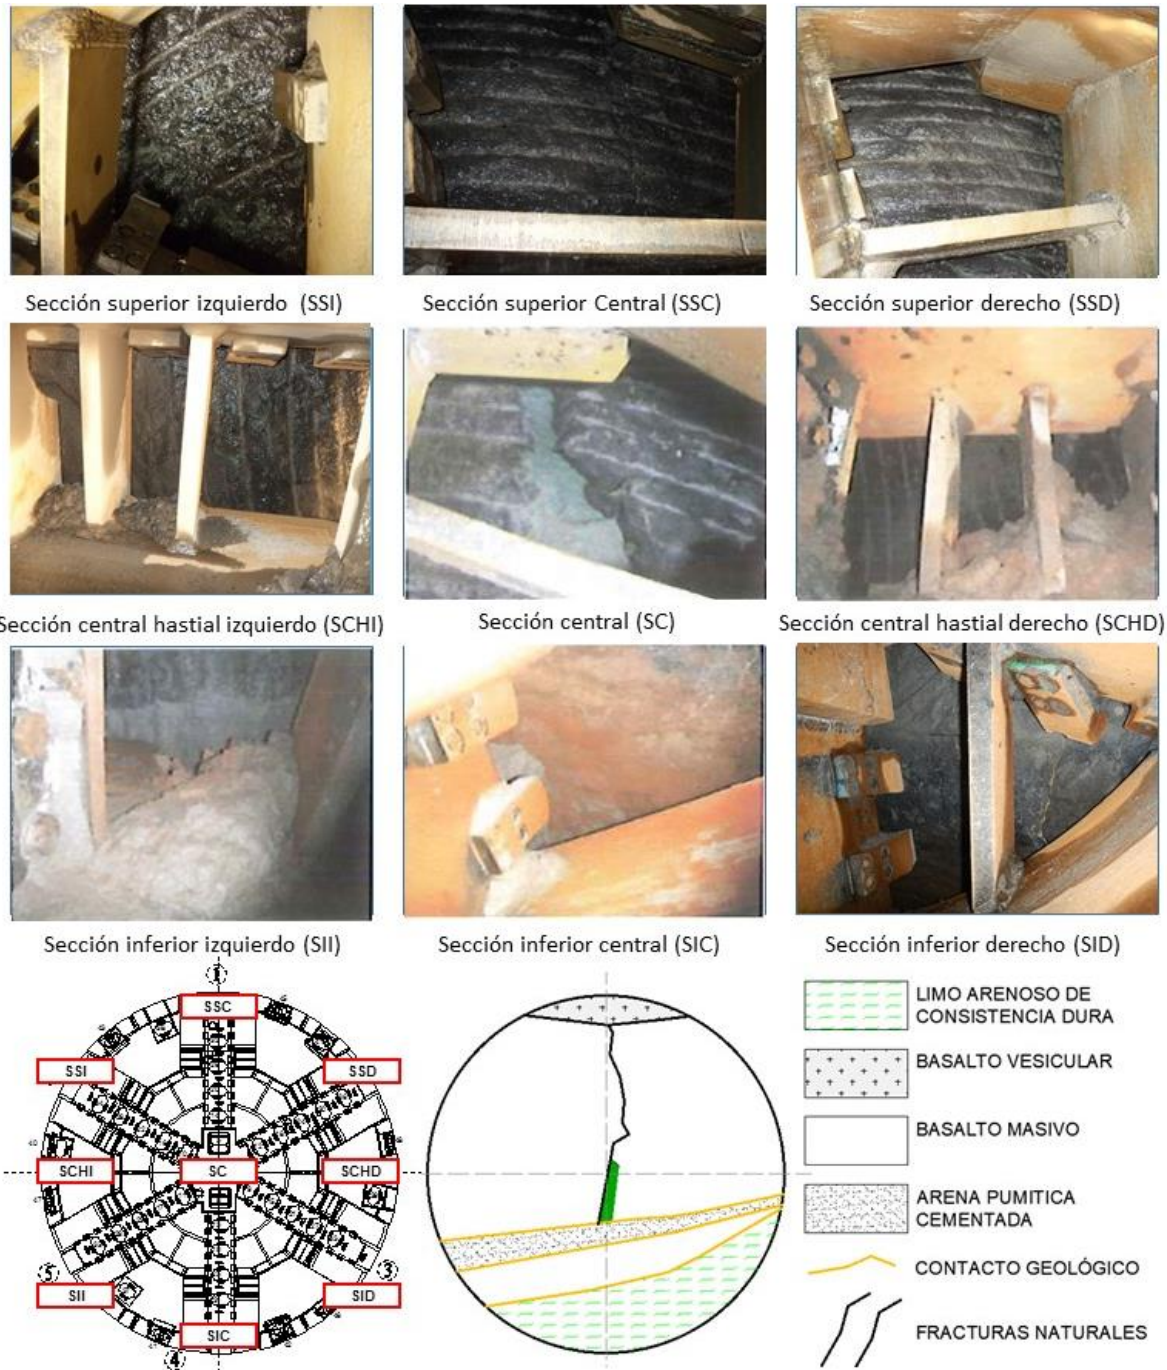 Sección superior izquierdo (SSI)
Sección superior Central (SSC)
Sección superior derecho (SSD)
Sección central hastial izquierdo (SCHI)
Sección central (SC)
Sección central hastial derecho (SCHD)
Sección inferior izquierdo (SII)
Sección inferior central (SIC)
Sección inferior derecho (SID)
1
SSC
SSI
SSD
SCHI
SC
SCHD
5
3
SII
SID
SIC
4
LIMO ARENOSO DE
CONSISTENCIA DURA
BASALTO VESICULAR
BASALTO MASIVO
ARENA PUMITICA
CEMENTADA
CONTACTO GEOLÓGICO
FRACTURAS NATURALES